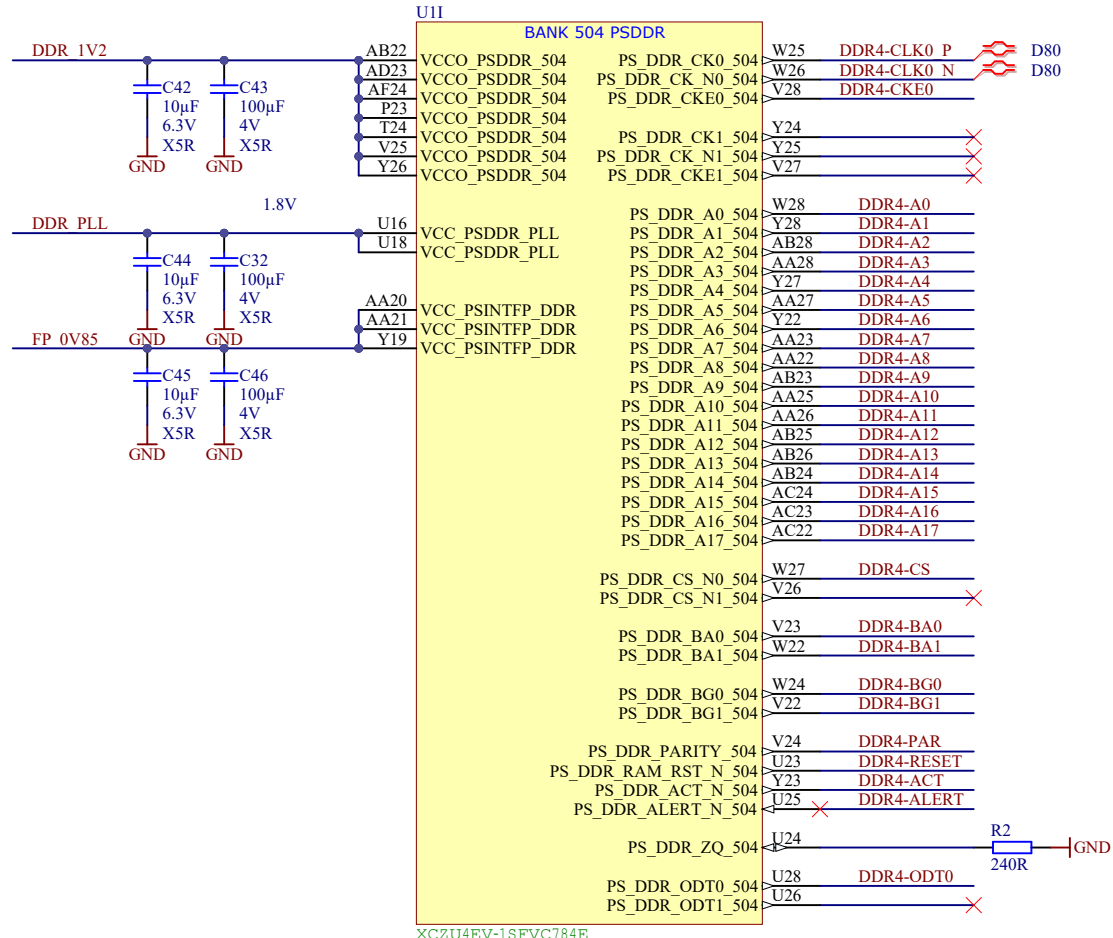 U1I
BANK 504 PSDDR
DDR_1V2
AB22 VCCO_PSDDR_504
AD23 VCCO_PSDDR_504
AF24 VCCO_PSDDR_504
P23 VCCO_PSDDR_504
T24 VCCO_PSDDR_504
V25 VCCO_PSDDR_504
Y26 VCCO_PSDDR_504
C42
10µF
6.3V
X5R
GND
C43
100µF
4V
X5R
GND
1.8V
DDR_PLL
U16 VCC_PSDDR_PLL
U18 VCC_PSDDR_PLL
C44
10µF
6.3V
X5R
GND
C32
100µF
4V
X5R
GND
AA20 VCC_PSINTFP_DDR
AA21 VCC_PSINTFP_DDR
FP_0V85
Y19 VCC_PSINTFP_DDR
C45
10µF
6.3V
X5R
GND
C46
100µF
4V
X5R
GND
PS_DDR_CK0_504 W25 DDR4-CLK0_P D80
PS_DDR_CK_N0_504 W26 DDR4-CLK0_N D80
PS_DDR_CKE0_504 V28 DDR4-CKE0
PS_DDR_CK1_504 Y24
PS_DDR_CK_N1_504 Y25
PS_DDR_CKE1_504 V27
PS_DDR_A0_504 W28 DDR4-A0
PS_DDR_A1_504 Y28 DDR4-A1
PS_DDR_A2_504 AB28 DDR4-A2
PS_DDR_A3_504 AA28 DDR4-A3
PS_DDR_A4_504 Y27 DDR4-A4
PS_DDR_A5_504 AA27 DDR4-A5
PS_DDR_A6_504 Y22 DDR4-A6
PS_DDR_A7_504 AA23 DDR4-A7
PS_DDR_A8_504 AA22 DDR4-A8
PS_DDR_A9_504 AB23 DDR4-A9
PS_DDR_A10_504 AA25 DDR4-A10
PS_DDR_A11_504 AA26 DDR4-A11
PS_DDR_A12_504 AB25 DDR4-A12
PS_DDR_A13_504 AB26 DDR4-A13
PS_DDR_A14_504 AB24 DDR4-A14
PS_DDR_A15_504 AC24 DDR4-A15
PS_DDR_A16_504 AC23 DDR4-A16
PS_DDR_A17_504 AC22 DDR4-A17
PS_DDR_CS_N0_504 W27 DDR4-CS
PS_DDR_CS_N1_504 V26
PS_DDR_BA0_504 V23 DDR4-BA0
PS_DDR_BA1_504 W22 DDR4-BA1
PS_DDR_BG0_504 W24 DDR4-BG0
PS_DDR_BG1_504 V22 DDR4-BG1
PS_DDR_PARITY_504 V24 DDR4-PAR
PS_DDR_RAM_RST_N_504 U23 DDR4-RESET
PS_DDR_ACT_N_504 Y23 DDR4-ACT
PS_DDR_ALERT_N_504 U25 DDR4-ALERT
PS_DDR_ZQ_504 U24
R2
240R
GND
PS_DDR_ODT0_504 U28 DDR4-ODT0
PS_DDR_ODT1_504 U26
XCZU4EV-1SFVC784E